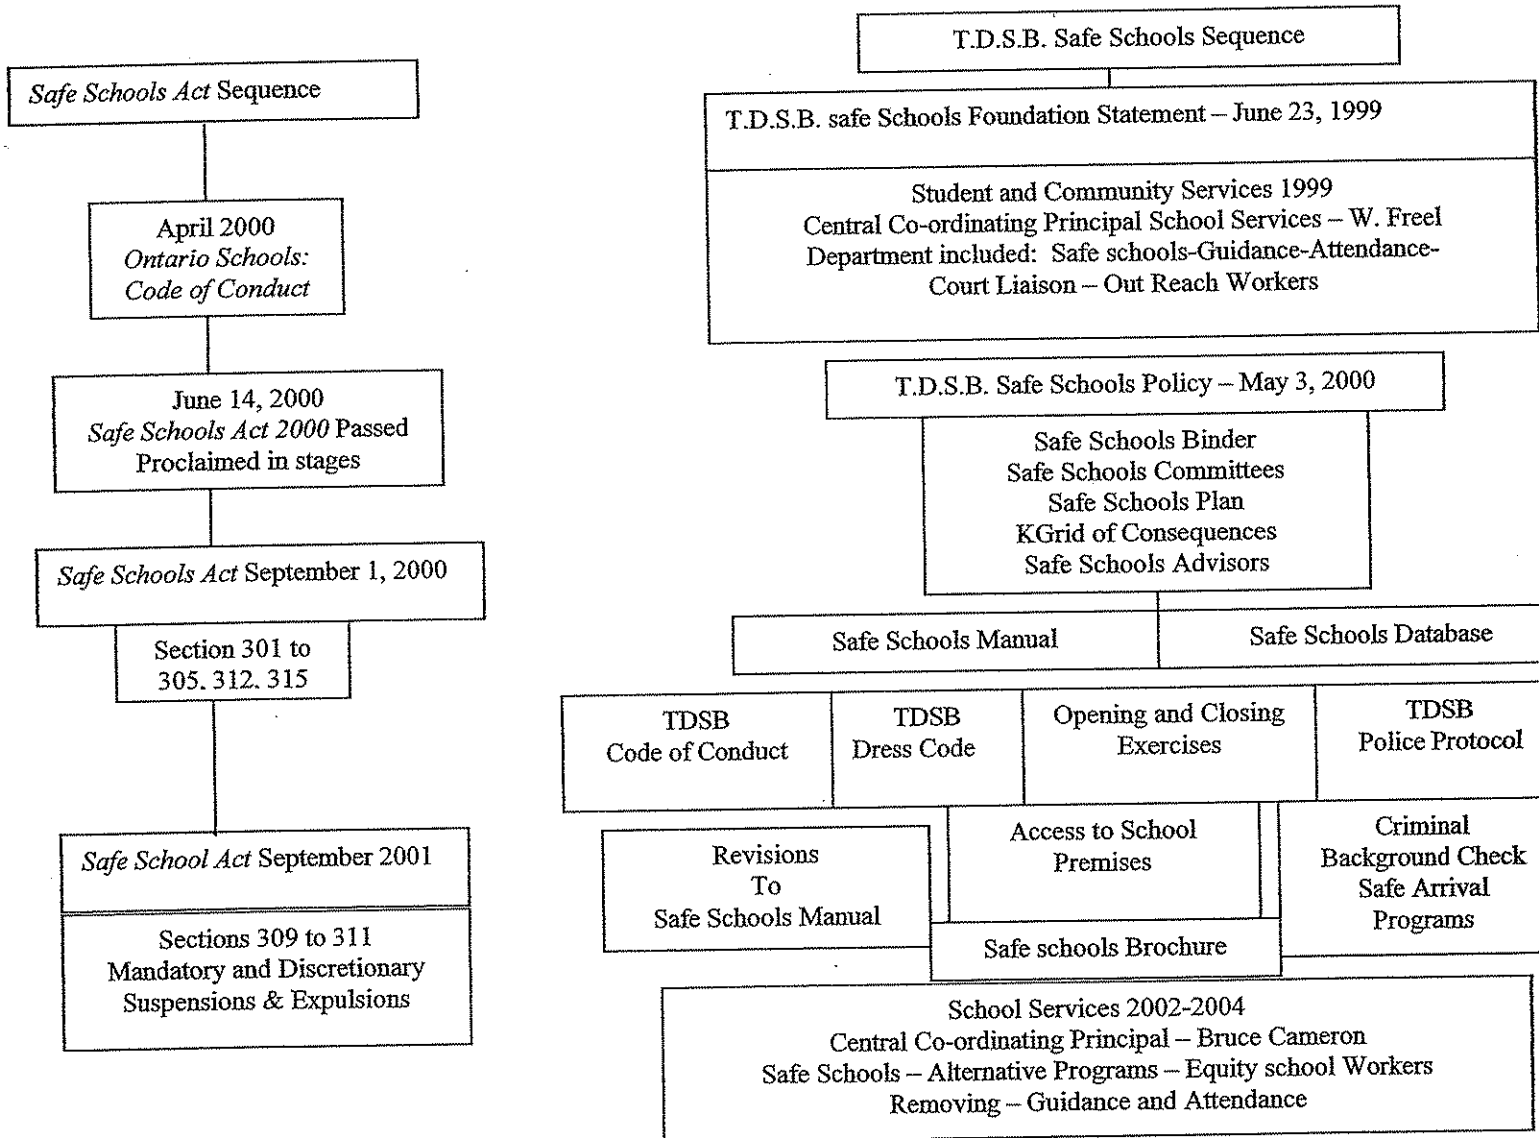 Safe Schools Act Sequence
April 2000
Ontario Schools:
Code of Conduct
June 14, 2000
Safe Schools Act 2000 Passed
Proclaimed in stages
Safe Schools Act September 1, 2000
Section 301 to
305. 312. 315
Safe School Act September 2001
Sections 309 to 311
Mandatory and Discretionary
Suspensions & Expulsions
T.D.S.B. Safe Schools Sequence
T.D.S.B. safe Schools Foundation Statement – June 23, 1999
Student and Community Services 1999
Central Co-ordinating Principal School Services – W. Freel
Department included: Safe schools-Guidance-Attendance-
Court Liaison – Out Reach Workers
T.D.S.B. Safe Schools Policy – May 3, 2000
Safe Schools Binder
Safe Schools Committees
Safe Schools Plan
KGrid of Consequences
Safe Schools Advisors
Safe Schools Manual
Safe Schools Database
TDSB
Code of Conduct
TDSB
Dress Code
Opening and Closing
Exercises
TDSB
Police Protocol
Revisions
To
Safe Schools Manual
Access to School
Premises
Criminal
Background Check
Safe Arrival
Programs
Safe schools Brochure
School Services 2002-2004
Central Co-ordinating Principal – Bruce Cameron
Safe Schools – Alternative Programs – Equity school Workers
Removing – Guidance and Attendance